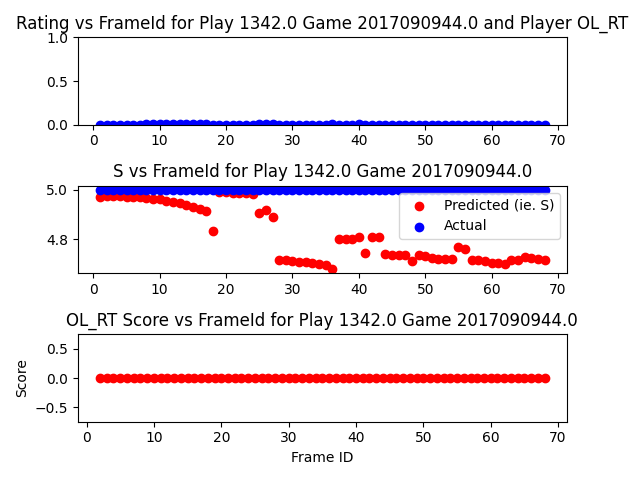 Rating vs FrameId for Play 1342.0 Game 2017090944.0 and Player OL_RT
1.0
0.5
0.0
0 10 20 30 40 50 60 70
S vs FrameId for Play 1342.0 Game 2017090944.0
5.0
4.8
Predicted (ie. S)
Actual
0 10 20 30 40 50 60 70
OL_RT Score vs FrameId for Play 1342.0 Game 2017090944.0
Score
0.5
0.0
−0.5
0 10 20 30 40 50 60 70
Frame ID